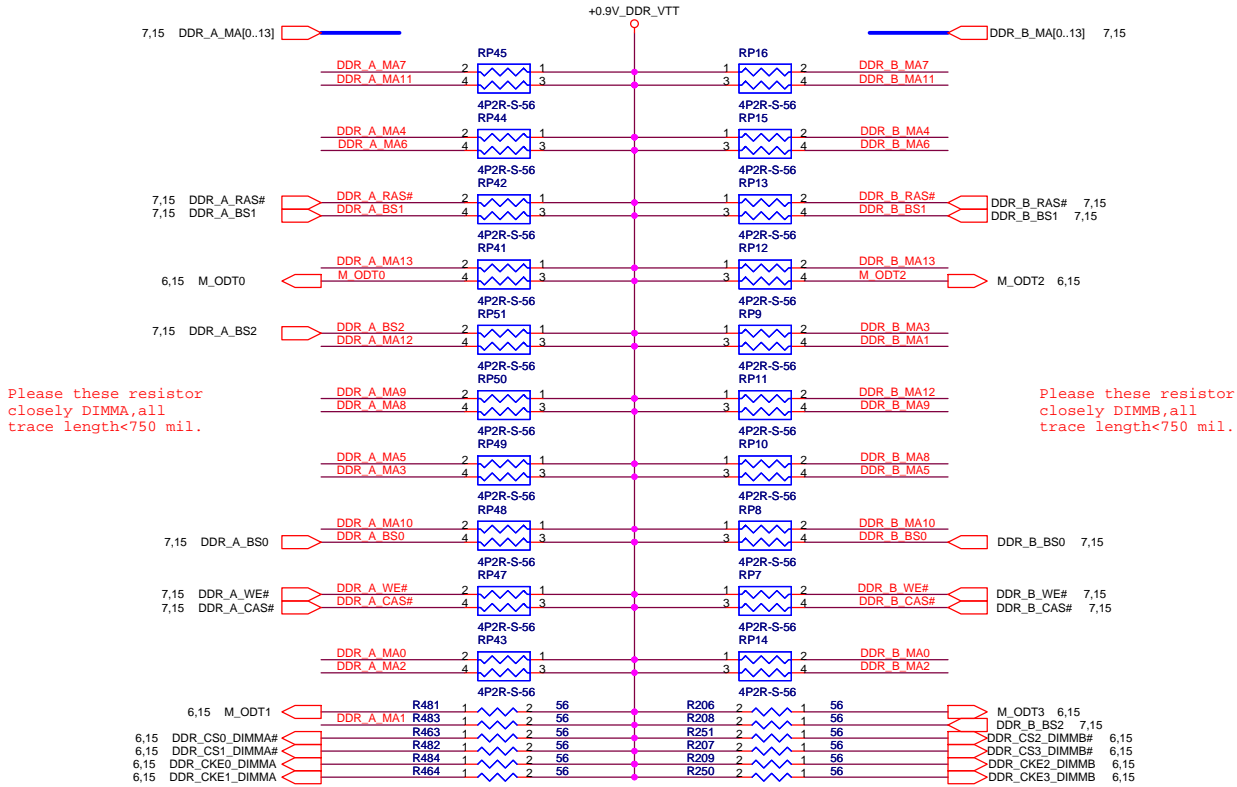 +0.9V_DDR_VTT
7,15 DDR_A_MA[0..13] DDR_B_MA[0..13] 7,15
RP45 RP16
DDR_A_MA7 2 1 1 2 DDR_B_MA7
DDR_A_MA11 4 3 3 4 DDR_B_MA11
4P2R-S-56 4P2R-S-56
RP44 RP15
DDR_A_MA4 2 1 1 2 DDR_B_MA4
DDR_A_MA6 4 3 3 4 DDR_B_MA6
4P2R-S-56 4P2R-S-56
RP42 RP13
7,15 DDR_A_RAS# DDR_A_RAS# 2 1 1 2 DDR_B_RAS# DDR_B_RAS# 7,15
7,15 DDR_A_BS1 DDR_A_BS1 4 3 3 4 DDR_B_BS1 DDR_B_BS1 7,15
4P2R-S-56 4P2R-S-56
RP41 RP12
DDR_A_MA13 2 1 1 2 DDR_B_MA13
6,15 M_ODT0 M_ODT0 4 3 3 4 M_ODT2 M_ODT2 6,15
4P2R-S-56 4P2R-S-56
RP51 RP9
7,15 DDR_A_BS2 DDR_A_BS2 2 1 1 2 DDR_B_MA3
DDR_A_MA12 4 3 3 4 DDR_B_MA1
4P2R-S-56 4P2R-S-56
RP50 RP11
Please these resistor
closely DIMMA,all
trace length<750 mil.
DDR_A_MA9 2 1 1 2 DDR_B_MA12
DDR_A_MA8 4 3 3 4 DDR_B_MA9
Please these resistor
closely DIMMB,all
trace length<750 mil.
4P2R-S-56 4P2R-S-56
RP49 RP10
DDR_A_MA5 2 1 1 2 DDR_B_MA8
DDR_A_MA3 4 3 3 4 DDR_B_MA5
4P2R-S-56 4P2R-S-56
RP48 RP8
DDR_A_MA10 2 1 1 2 DDR_B_MA10
7,15 DDR_A_BS0 DDR_A_BS0 4 3 3 4 DDR_B_BS0 DDR_B_BS0 7,15
4P2R-S-56 4P2R-S-56
RP47 RP7
7,15 DDR_A_WE# DDR_A_WE# 2 1 1 2 DDR_B_WE# DDR_B_WE# 7,15
7,15 DDR_A_CAS# DDR_A_CAS# 4 3 3 4 DDR_B_CAS# DDR_B_CAS# 7,15
4P2R-S-56 4P2R-S-56
RP43 RP14
DDR_A_MA0 2 1 1 2 DDR_B_MA0
DDR_A_MA2 4 3 3 4 DDR_B_MA2
4P2R-S-56 4P2R-S-56
6,15 M_ODT1 R481 1 2 56 R206 2 1 56 M_ODT3 6,15
DDR_A_MA1 R483 1 2 56 R208 2 1 56 DDR_B_BS2 7,15
6,15 DDR_CS0_DIMMA# R463 1 2 56 R251 2 1 56 DDR_CS2_DIMMB# 6,15
6,15 DDR_CS1_DIMMA# R482 1 2 56 R207 2 1 56 DDR_CS3_DIMMB# 6,15
6,15 DDR_CKE0_DIMMA R484 1 2 56 R209 2 1 56 DDR_CKE2_DIMMB 6,15
6,15 DDR_CKE1_DIMMA R464 1 2 56 R250 2 1 56 DDR_CKE3_DIMMB 6,15